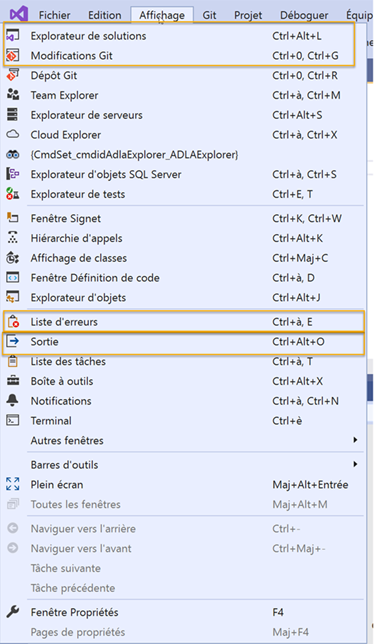 Fichier Edition Affichage Git Projet Déboguer Équip
Explorateur de solutions Ctrl+Alt+L
Modifications Git Ctrl+0, Ctrl+G
Dépôt Git Ctrl+0, Ctrl+R
Team Explorer Ctrl+à, Ctrl+M
Explorateur de serveurs Ctrl+Alt+S
Cloud Explorer Ctrl+à, Ctrl+X
{CmdSet_cmdidAdlaExplorer_ADLAExplorer}
Explorateur d'objets SQL Server Ctrl+à, Ctrl+S
Explorateur de tests Ctrl+E, T
Fenêtre Signet Ctrl+K, Ctrl+W
Hiérarchie d'appels Ctrl+Alt+K
Affichage de classes Ctrl+Maj+C
Fenêtre Définition de code Ctrl+à, D
Explorateur d'objets Ctrl+Alt+J
Liste d'erreurs Ctrl+à, E
Sortie Ctrl+Alt+O
Liste des tâches Ctrl+à, T
Boîte à outils Ctrl+Alt+X
Notifications Ctrl+à, Ctrl+N
Terminal Ctrl+è
Autres fenêtres
Barres d'outils
Plein écran Maj+Alt+Entrée
Toutes les fenêtres Maj+Alt+M
Naviguer vers l'arrière Ctrl+-
Naviguer vers l'avant Ctrl+Maj+-
Tâche suivante
Tâche précédente
Fenêtre Propriétés F4
Pages de propriétés Maj+F4